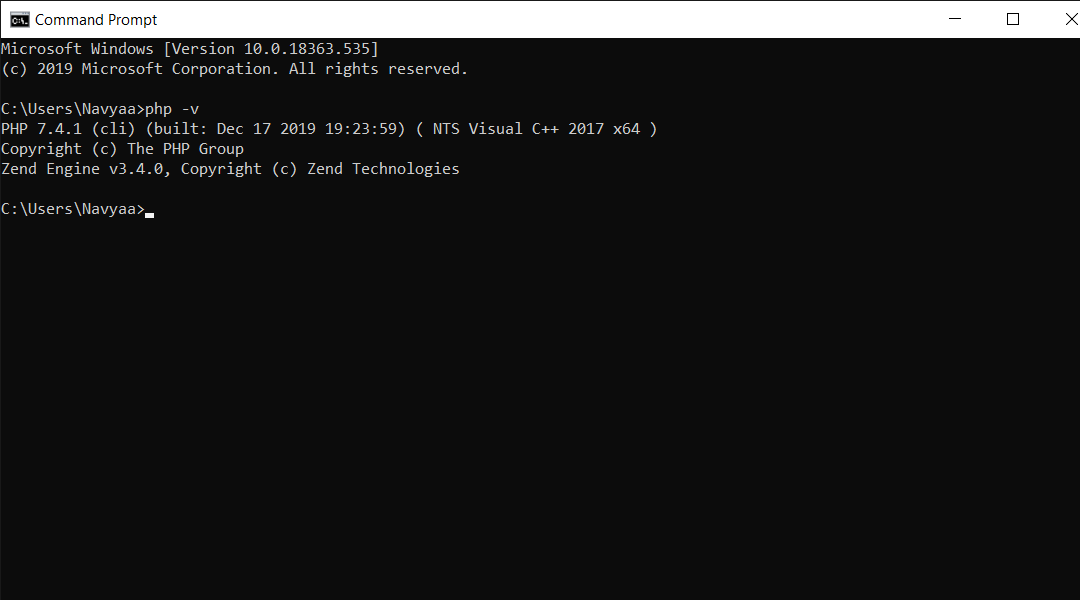 Command Prompt
Microsoft Windows [Version 10.0.18363.535]
(c) 2019 Microsoft Corporation. All rights reserved.
C:\Users\Navyaa>php -v
PHP 7.4.1 (cli) (built: Dec 17 2019 19:23:59) ( NTS Visual C++ 2017 x64 )
Copyright (c) The PHP Group
Zend Engine v3.4.0, Copyright (c) Zend Technologies
C:\Users\Navyaa>